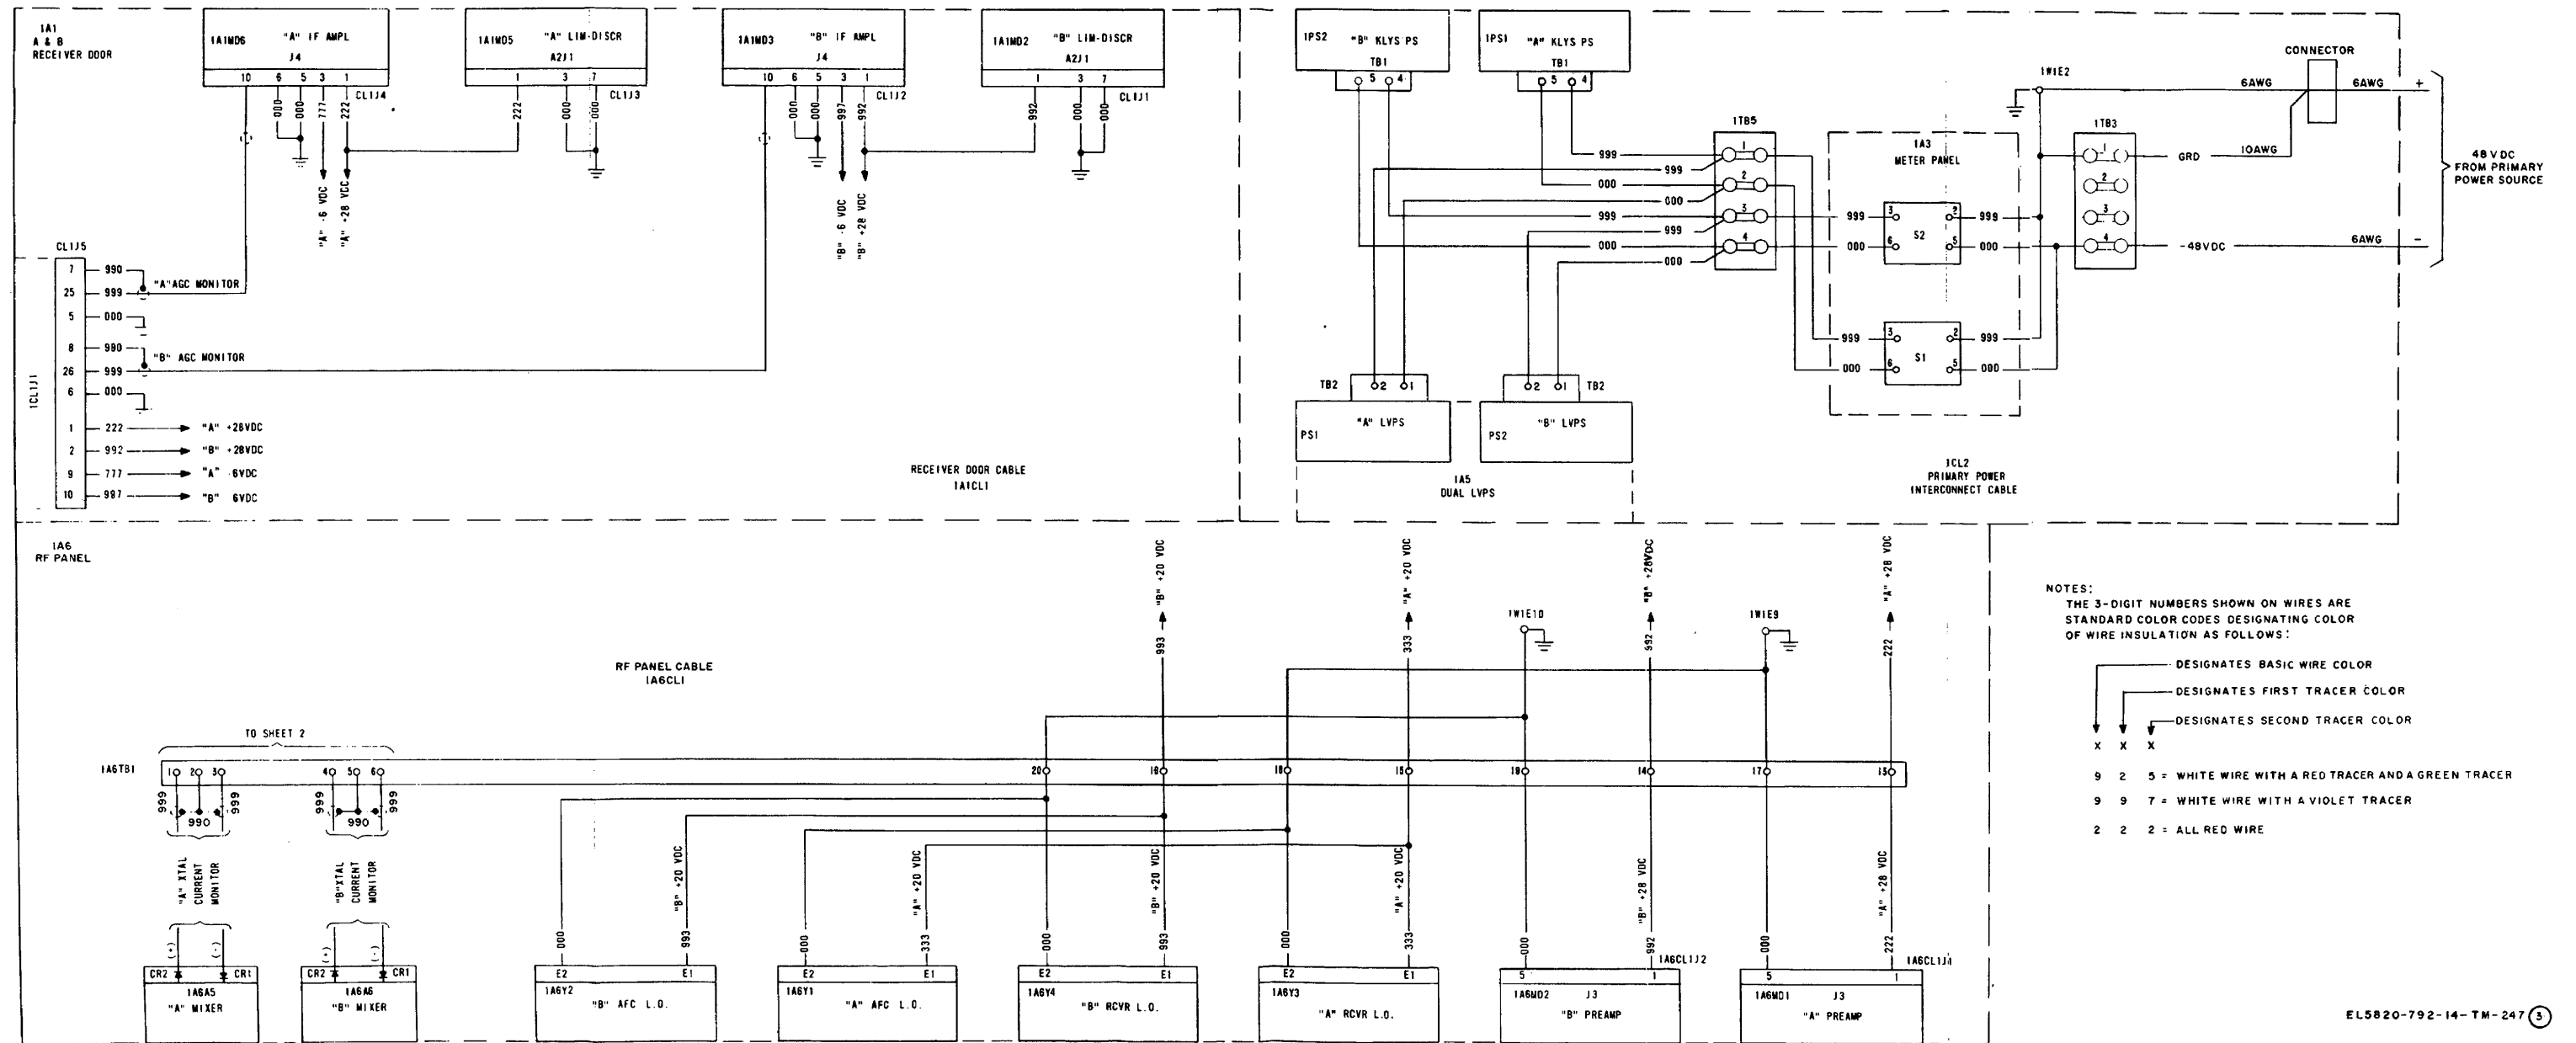 1A1
A & B
RECEIVER DOOR
1A1MD6 "A" IF AMPL
J4
10 6 5 3 1
CL1J4
000 000 777 222
"A" -6 VDC
"A" +28 VDC
1A1MD5 "A" LIM-DISCR
A2J1
1 3 7
CL1J3
222 000 000
1A1MD3 "B" IF AMPL
J4
10 6 5 3 1
CL1J2
000 000 997 992
"B" -6 VDC
"B" +28 VDC
1A1MD2 "B" LIM-DISCR
A2J1
1 3 7
CL1J1
992 000 000
CL1J5
1CL1J1
7 990
25 999 "A" AGC MONITOR
5 000
8 990
26 999 "B" AGC MONITOR
6 000
1 222 "A" +28VDC
2 992 "B" +28VDC
9 777 "A" -6VDC
10 997 "B" 6VDC
RECEIVER DOOR CABLE
1A1CL1
1PS2 "B" KLYS PS
TB1
5 4
1PS1 "A" KLYS PS
TB1
5 4
1TB5
1
2
3
4
999
999
000
000
999
999
000
000
TB2 2 1
PS1 "A" LVPS
2 1 TB2
PS2 "B" LVPS
1A5
DUAL LVPS
1A3
METER PANEL
999 3 2 999
S2
000 6 5 000
999 3 2 999
S1
000 6 5 000
1W1E2
1TB3
1
2
3
4
CONNECTOR
6AWG 6AWG +
GRD 10AWG
-48VDC 6AWG -
48 VDC
FROM PRIMARY
POWER SOURCE
1CL2
PRIMARY POWER
INTERCONNECT CABLE
1A6
RF PANEL
RF PANEL CABLE
1A6CL1
"B" +20 VDC
993
"A" +20 VDC
333
1W1E10
"B" +28VDC
992
1W1E9
"A" +28 VDC
222
TO SHEET 2
1A6TB1
1 2 3 4 5 6 20 19 18 15 18 14 17 15
999 990 999
999 990 999
"A" XTAL
CURRENT
MONITOR
"B" XTAL
CURRENT
MONITOR
(+) (-)
(+) (-)
CR2 CR1
1A6A5
"A" MIXER
CR2 CR1
1A6A6
"B" MIXER
000
"B" +20 VDC
993
E2 E1
1A6Y2
"B" AFC L.O.
000
"A" +20 VDC
333
E2 E1
1A6Y1
"A" AFC L.O.
000
"B" +20 VDC
993
E2 E1
1A6Y4
"B" RCVR L.O.
000
"A" +20 VDC
333
E2 E1
1A6Y3
"A" RCVR L.O.
000
"B" +28 VDC
992
1A6CL1J2
5 1
1A6MD2 J3
"B" PREAMP
000
"A" +28 VDC
222
1A6CL1J1
5 1
1A6MD1 J3
"A" PREAMP
NOTES:
THE 3-DIGIT NUMBERS SHOWN ON WIRES ARE
STANDARD COLOR CODES DESIGNATING COLOR
OF WIRE INSULATION AS FOLLOWS:
DESIGNATES BASIC WIRE COLOR
DESIGNATES FIRST TRACER COLOR
DESIGNATES SECOND TRACER COLOR
X X X
9 2 5 = WHITE WIRE WITH A RED TRACER AND A GREEN TRACER
9 9 7 = WHITE WIRE WITH A VIOLET TRACER
2 2 2 = ALL RED WIRE
EL5820-792-14-TM-247 3